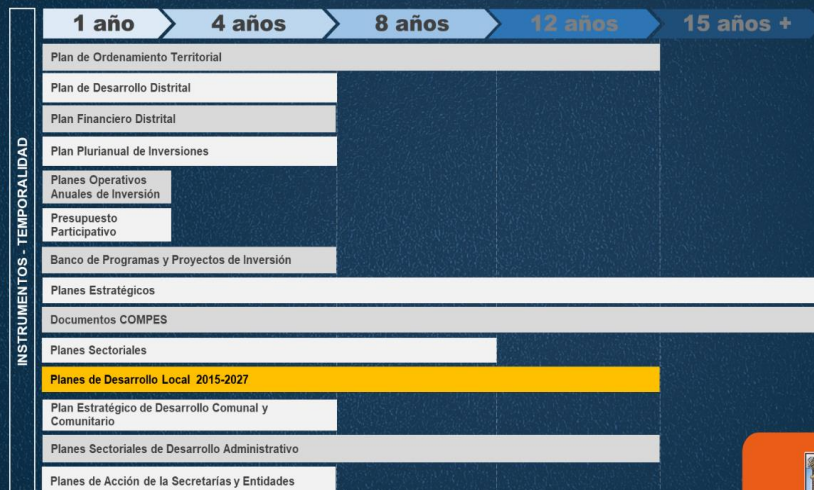 1 año
4 años
8 años
12 años
15 años +
INSTRUMENTOS - TEMPORALIDAD
Plan de Ordenamiento Territorial
Plan de Desarrollo Distrital
Plan Financiero Distrital
Plan Plurianual de Inversiones
Planes Operativos
Anuales de Inversión
Presupuesto
Participativo
Banco de Programas y Proyectos de Inversión
Planes Estratégicos
Documentos COMPES
Planes Sectoriales
Planes de Desarrollo Local 2015-2027
Plan Estratégico de Desarrollo Comunal y
Comunitario
Planes Sectoriales de Desarrollo Administrativo
Planes de Acción de la Secretarías y Entidades